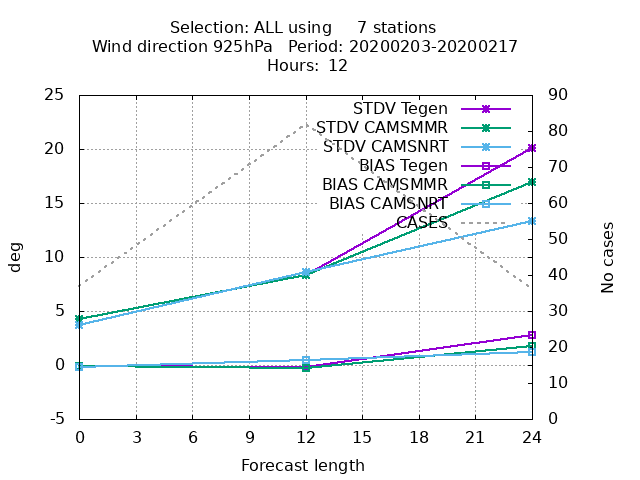 Selection: ALL using     7 stations
Wind direction 925hPa   Period: 20200203-20200217
Hours:  12
25
20
15
10
5
0
-5
deg
90
80
70
60
50
40
30
20
10
0
No cases
STDV Tegen
STDV CAMSMMR
STDV CAMSNRT
BIAS Tegen
BIAS CAMSMMR
BIAS CAMSNRT
CASES
0 3 6 9 12 15 18 21 24
Forecast length